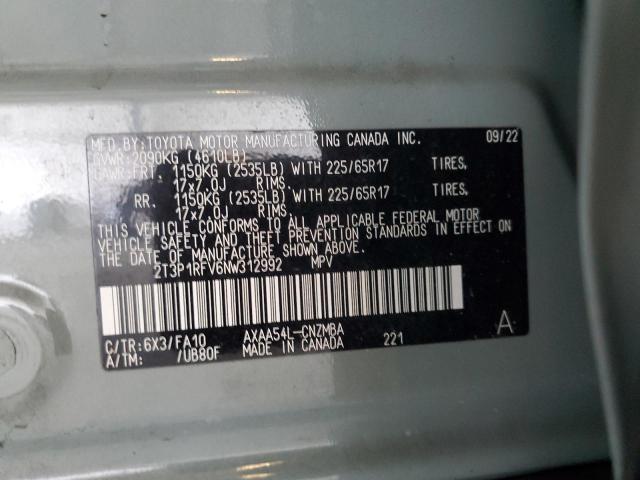 MFD.BY:TOYOTA MOTOR MANUFACTURING CANADA INC. 09/22
GVWR:2090KG (4610LB)
GAWR:FRT. 1150KG (2535LB) WITH 225/65R17 TIRES,
17x7.0J RIMS.
RR. 1150KG (2535LB) WITH 225/65R17 TIRES,
17x7.0J RIMS.
THIS VEHICLE CONFORMS TO ALL APPLICABLE FEDERAL MOTOR
VEHICLE SAFETY AND THEFT PREVENTION STANDARDS IN EFFECT ON
THE DATE OF MANUFACTURE SHOWN ABOVE.
2T3P1RFV6NW312992 MPV
C/TR:6X3/FA10 AXAA54L-CNZMBA
A/TM: /UB80F MADE IN CANADA 221 A